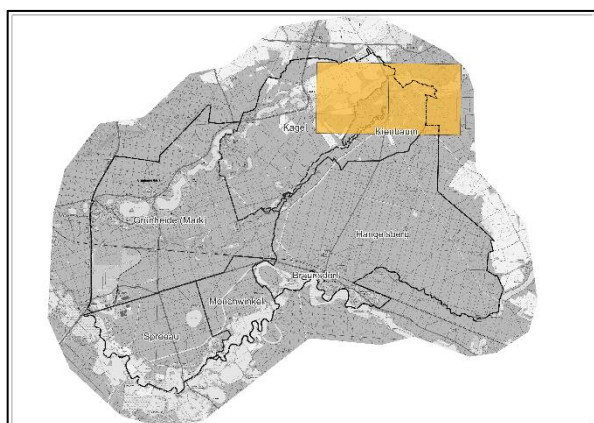 Kagel
Kienbaum
Grünheide (Mark)
Hangelsberg
Braunsdorf
Mönchwinkel
Spreeau